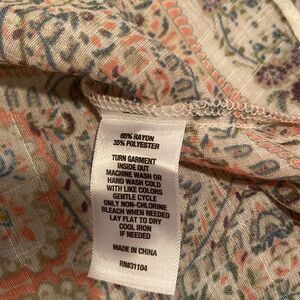 65% RAYON
35% POLYESTER
TURN GARMENT
INSIDE OUT
MACHINE WASH OR
HAND WASH COLD
WITH LIKE COLORS
GENTLE CYCLE
ONLY NON-CHLORINE
BLEACH WHEN NEEDED
LAY FLAT TO DRY
COOL IRON
IF NEEDED
MADE IN CHINA
RN#31104